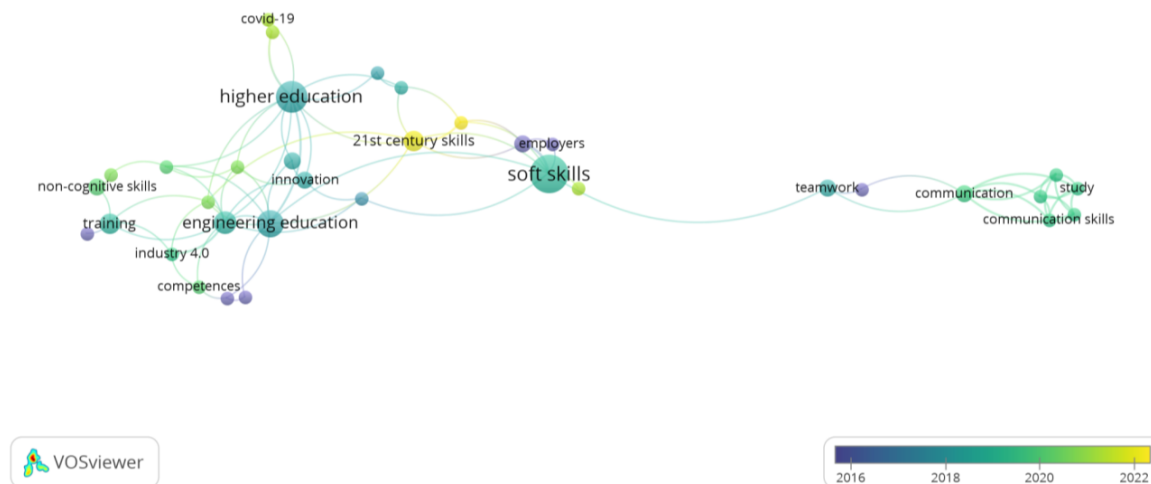 covid-19
higher education
21st century skills
employers
soft skills
innovation
non-cognitive skills
training
engineering education
industry 4.0
competences
teamwork
communication
study
communication skills
VOSviewer
2016
2018
2020
2022